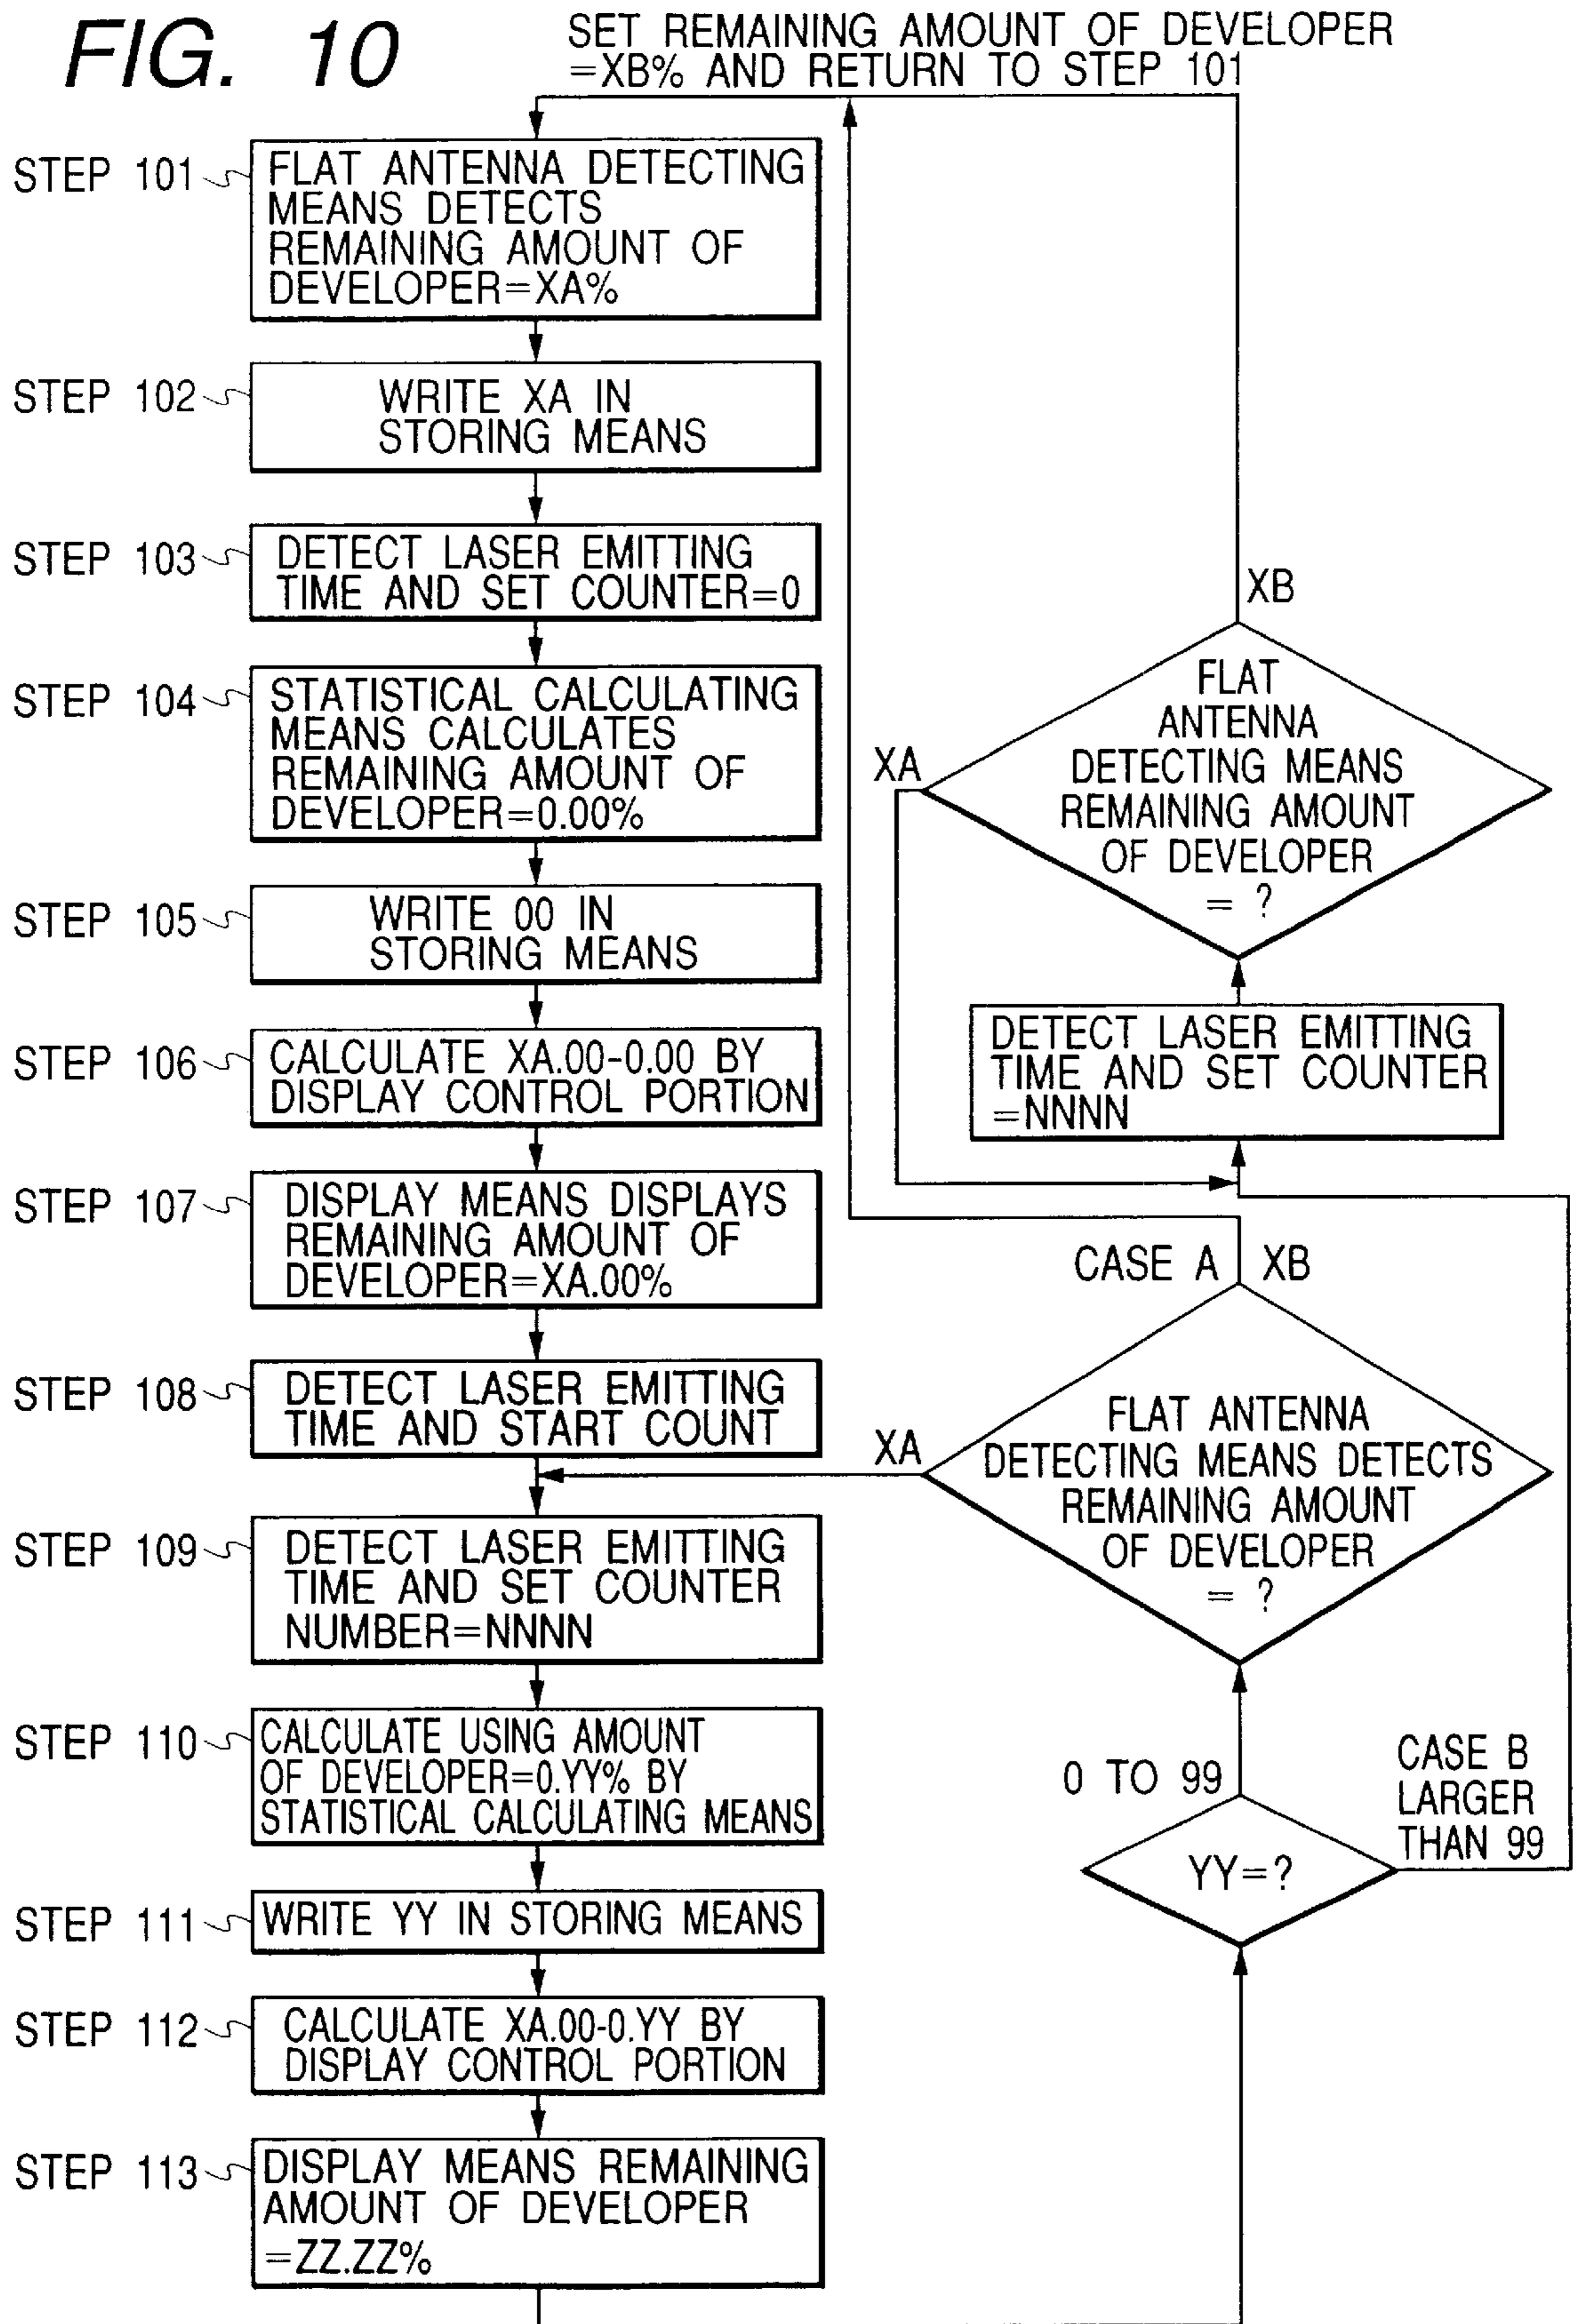 FIG. 10
SET REMAINING AMOUNT OF DEVELOPER
=XB% AND RETURN TO STEP 101
STEP 101
FLAT ANTENNA DETECTING
MEANS DETECTS
REMAINING AMOUNT OF
DEVELOPER=XA%
STEP 102
WRITE XA IN
STORING MEANS
STEP 103
DETECT LASER EMITTING
TIME AND SET COUNTER=0
STEP 104
STATISTICAL CALCULATING
MEANS CALCULATES
REMAINING AMOUNT OF
DEVELOPER=0.00%
STEP 105
WRITE 00 IN
STORING MEANS
STEP 106
CALCULATE XA.00-0.00 BY
DISPLAY CONTROL PORTION
STEP 107
DISPLAY MEANS DISPLAYS
REMAINING AMOUNT OF
DEVELOPER=XA.00%
STEP 108
DETECT LASER EMITTING
TIME AND START COUNT
STEP 109
DETECT LASER EMITTING
TIME AND SET COUNTER
NUMBER=NNNN
STEP 110
CALCULATE USING AMOUNT
OF DEVELOPER=0.YY% BY
STATISTICAL CALCULATING MEANS
STEP 111
WRITE YY IN STORING MEANS
STEP 112
CALCULATE XA.00-0.YY BY
DISPLAY CONTROL PORTION
STEP 113
DISPLAY MEANS REMAINING
AMOUNT OF DEVELOPER
=ZZ.ZZ%
XB
FLAT
ANTENNA
DETECTING MEANS
REMAINING AMOUNT
OF DEVELOPER
= ?
XA
DETECT LASER EMITTING
TIME AND SET COUNTER
=NNNN
CASE A
XB
FLAT ANTENNA
DETECTING MEANS DETECTS
REMAINING AMOUNT
OF DEVELOPER
= ?
XA
0 TO 99
CASE B
LARGER
THAN 99
YY=?